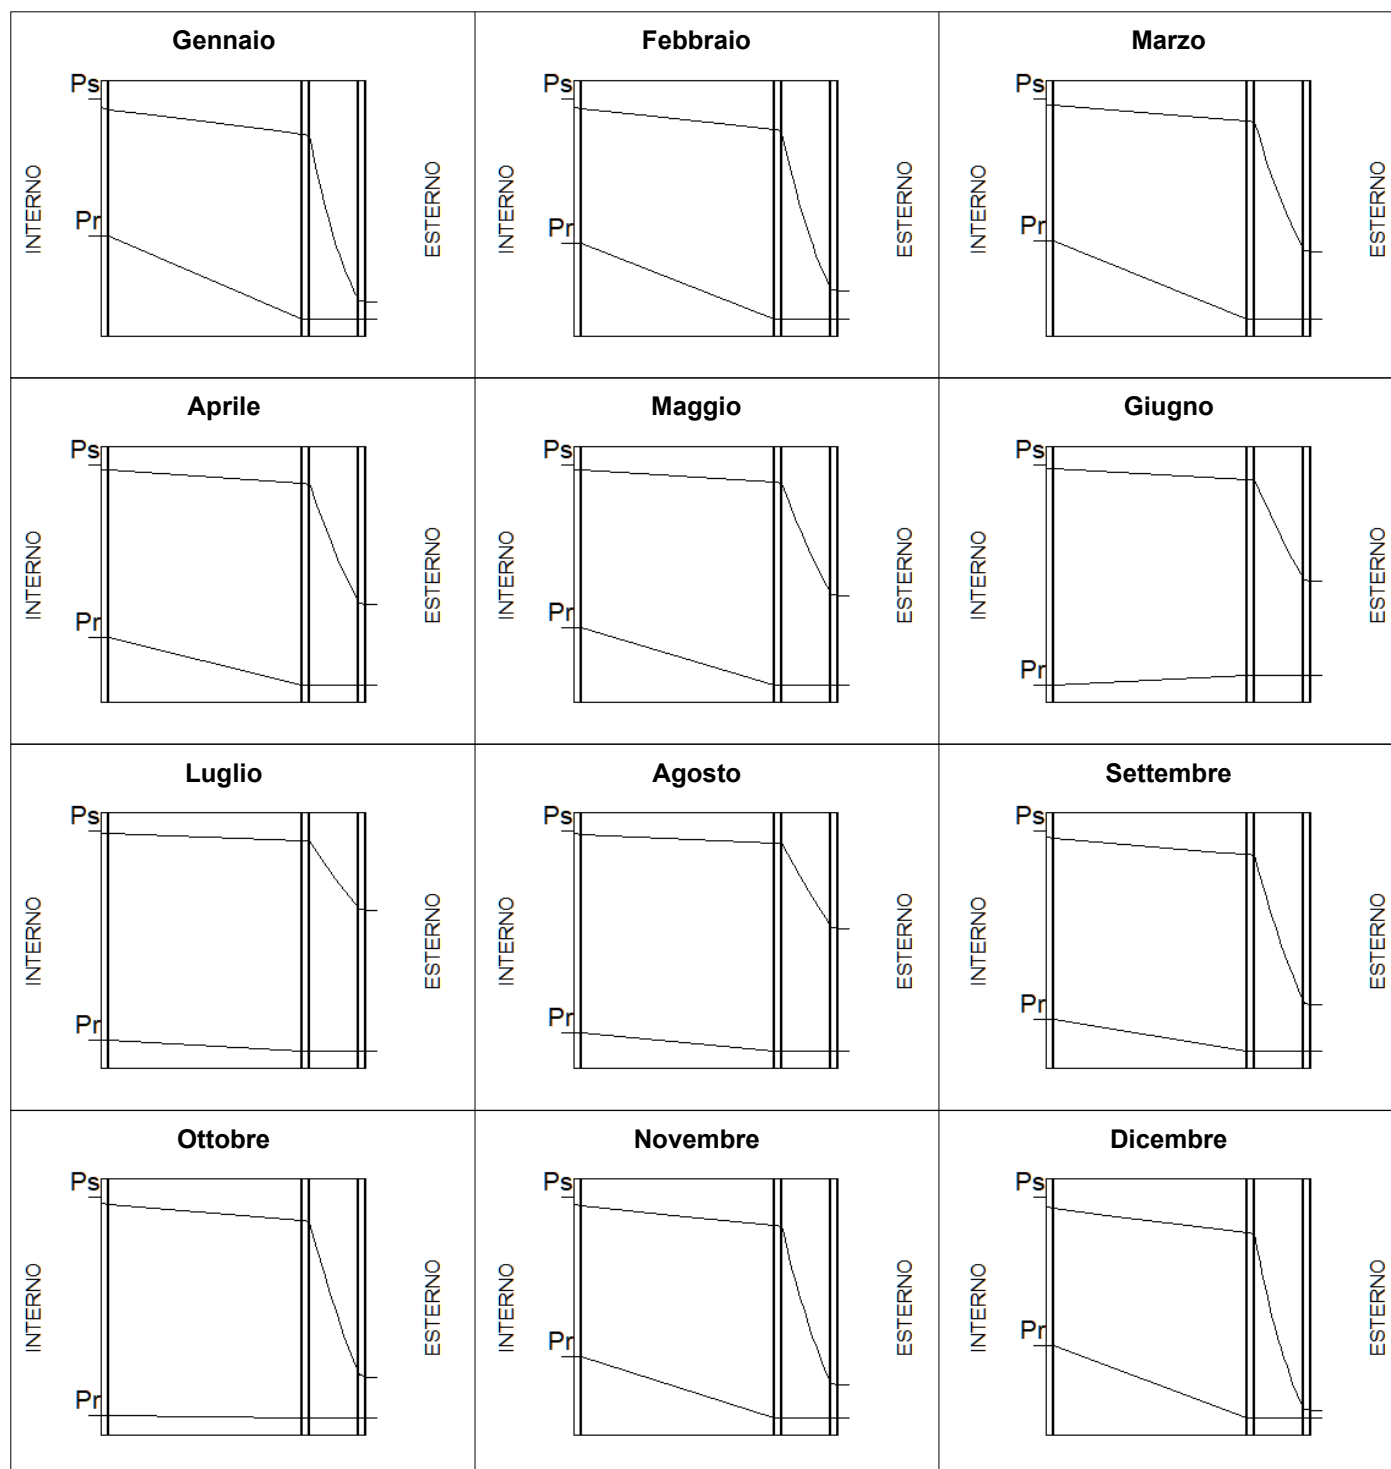 Gennaio
Ps
Pr
INTERNO
ESTERNO
Febbraio
Ps
Pr
INTERNO
ESTERNO
Marzo
Ps
Pr
INTERNO
ESTERNO
Aprile
Ps
Pr
INTERNO
ESTERNO
Maggio
Ps
Pr
INTERNO
ESTERNO
Giugno
Ps
Pr
INTERNO
ESTERNO
Luglio
Ps
Pr
INTERNO
ESTERNO
Agosto
Ps
Pr
INTERNO
ESTERNO
Settembre
Ps
Pr
INTERNO
ESTERNO
Ottobre
Ps
Pr
INTERNO
ESTERNO
Novembre
Ps
Pr
INTERNO
ESTERNO
Dicembre
Ps
Pr
INTERNO
ESTERNO